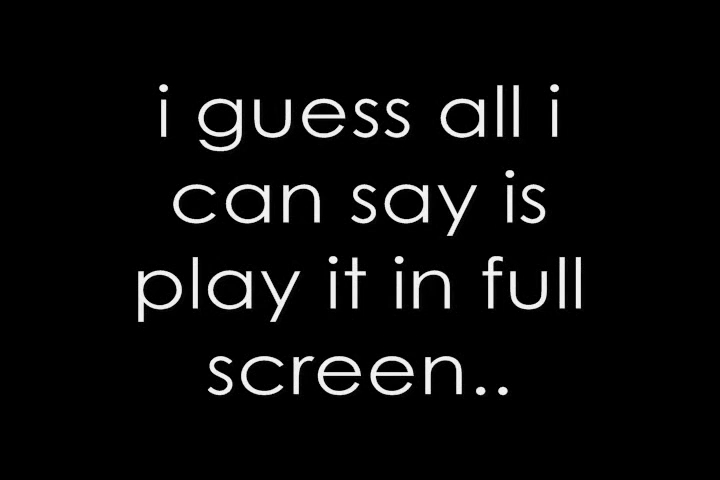 i guess all i
can say is
play it in full
screen..